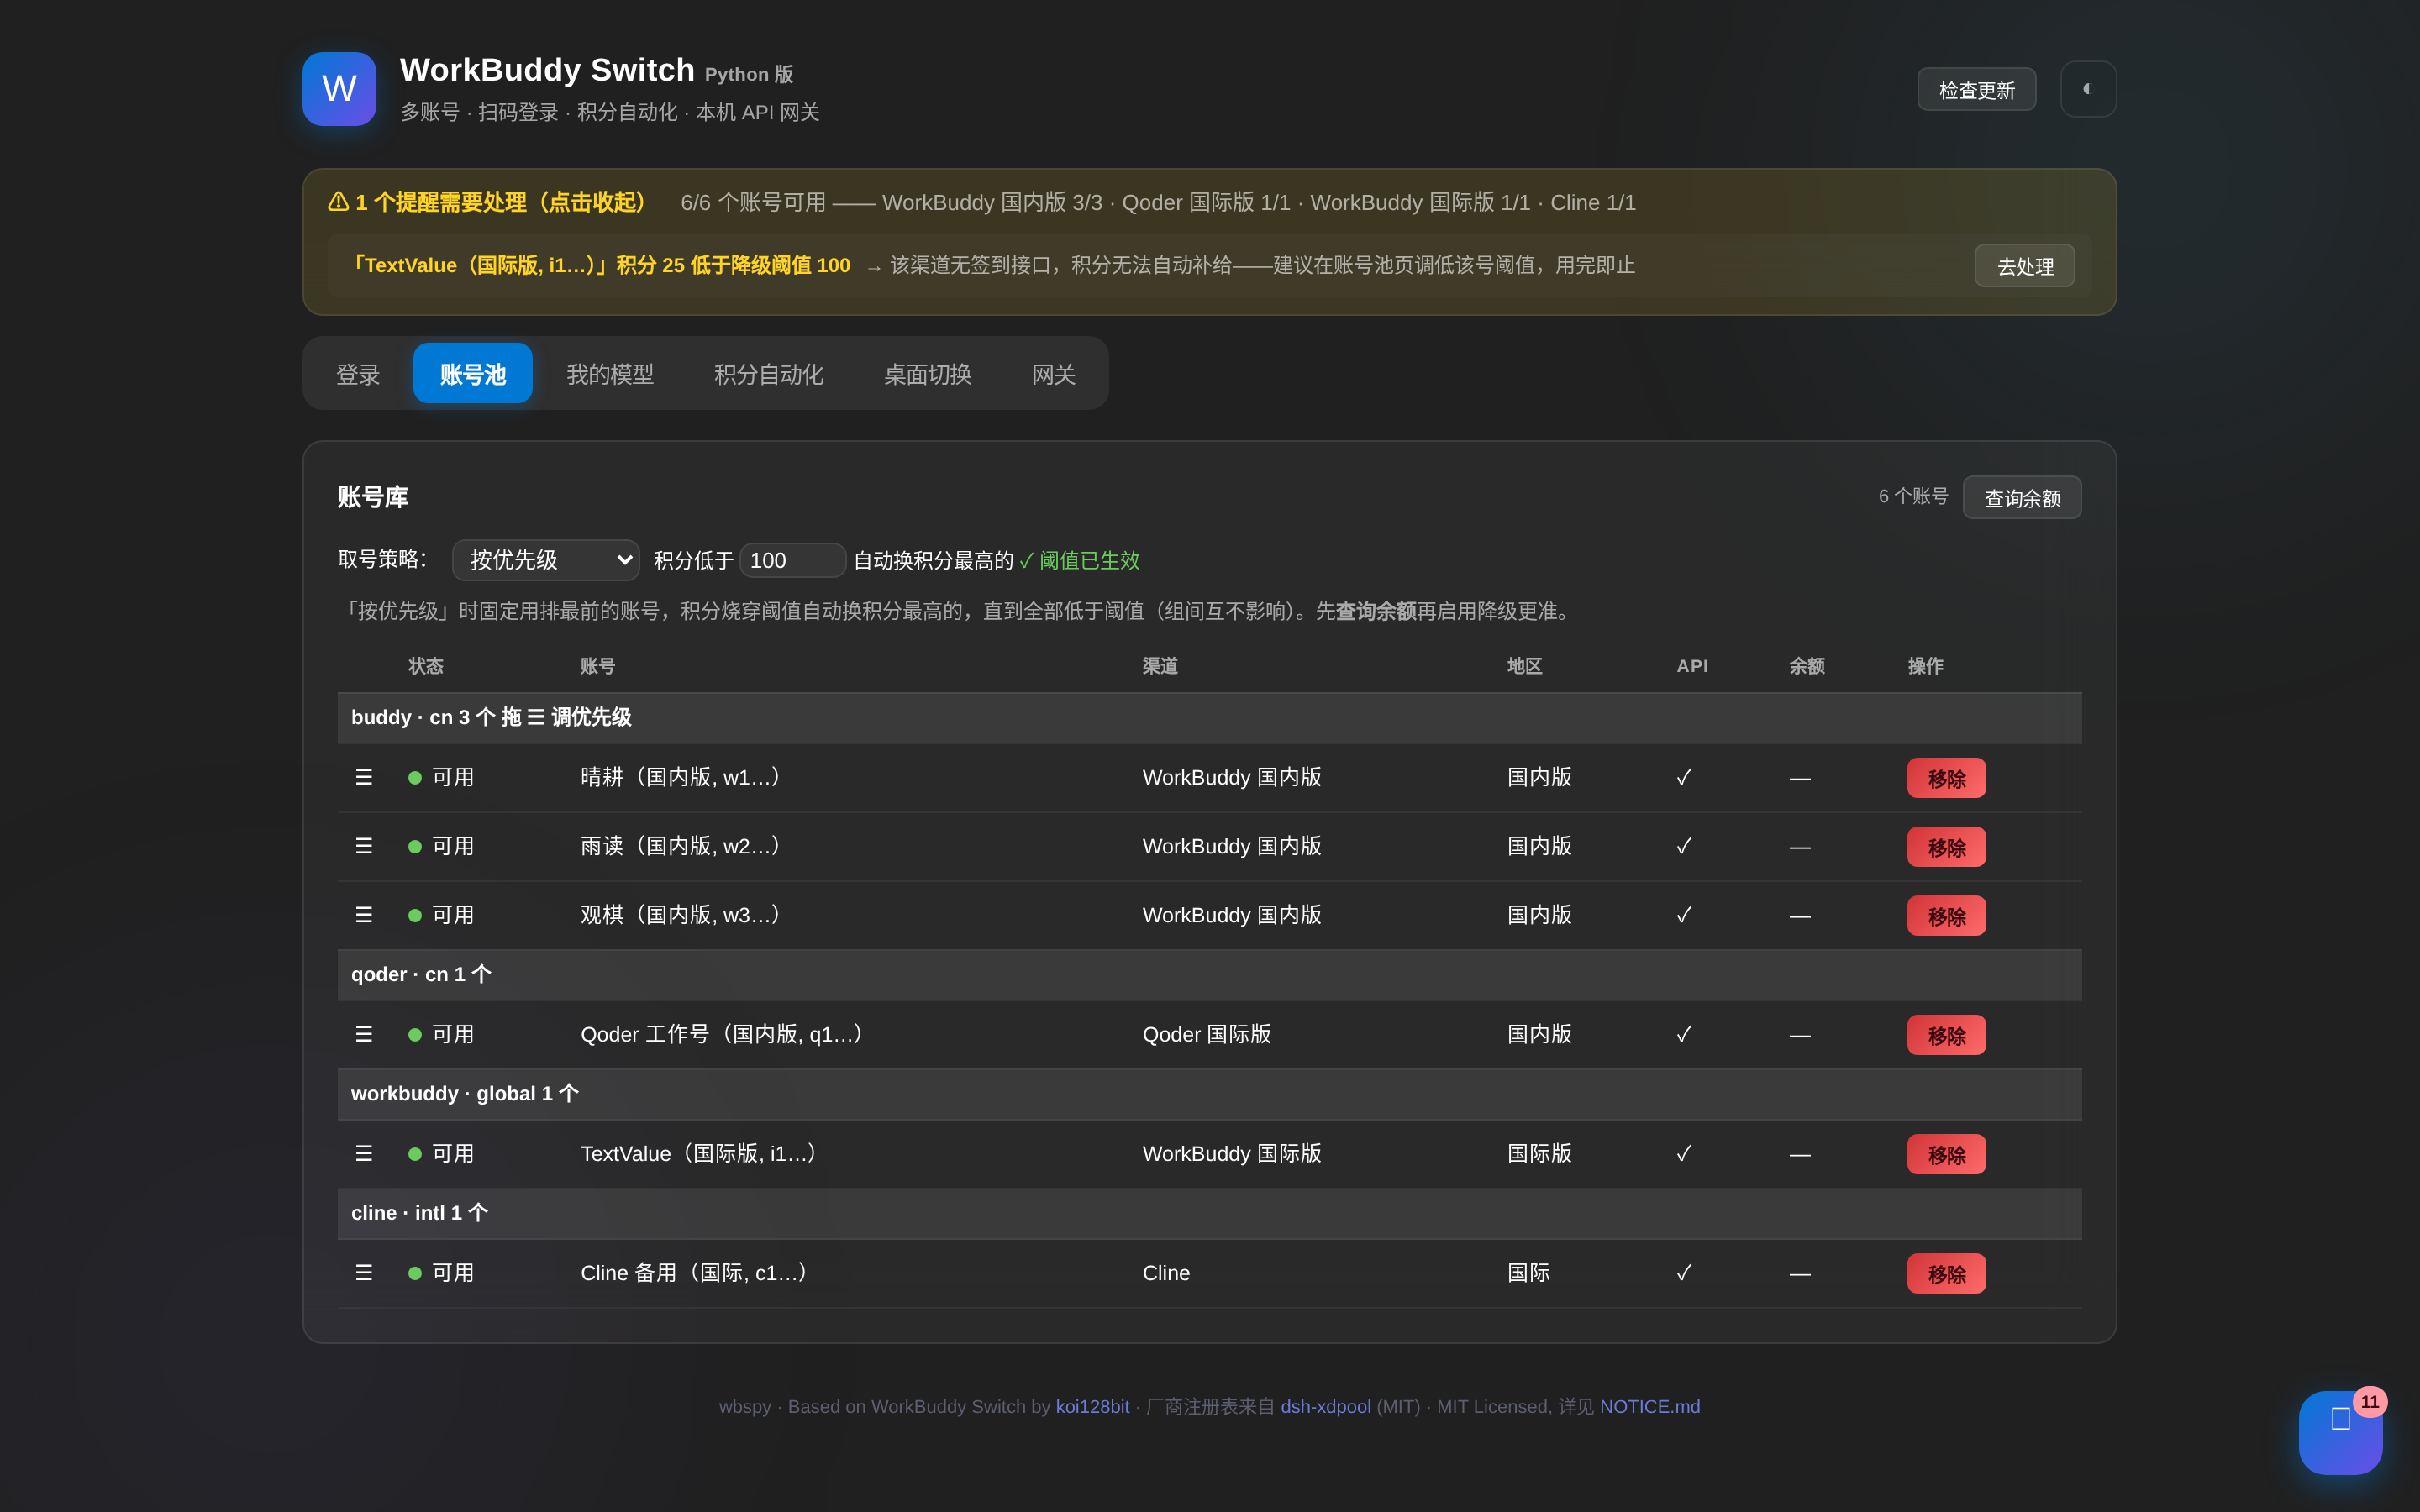 W
WorkBuddy Switch Python 版
多账号 · 扫码登录 · 积分自动化 · 本机 API 网关
检查更新
⚠ 1 个提醒需要处理（点击收起） 6/6 个账号可用 —— WorkBuddy 国内版 3/3 · Qoder 国际版 1/1 · WorkBuddy 国际版 1/1 · Cline 1/1
「TextValue（国际版, i1…）」积分 25 低于降级阈值 100 → 该渠道无签到接口，积分无法自动补给——建议在账号池页调低该号阈值，用完即止
去处理
登录 账号池 我的模型 积分自动化 桌面切换 网关
账号库
6 个账号 查询余额
取号策略： 按优先级 积分低于 100 自动换积分最高的 ✓ 阈值已生效
「按优先级」时固定用排最前的账号，积分烧穿阈值自动换积分最高的，直到全部低于阈值（组间互不影响）。先查询余额再启用降级更准。
状态 账号 渠道 地区 API 余额 操作
buddy · cn 3 个 拖 ☰ 调优先级
☰ 可用 晴耕（国内版, w1…） WorkBuddy 国内版 国内版 ✓ — 移除
☰ 可用 雨读（国内版, w2…） WorkBuddy 国内版 国内版 ✓ — 移除
☰ 可用 观棋（国内版, w3…） WorkBuddy 国内版 国内版 ✓ — 移除
qoder · cn 1 个
☰ 可用 Qoder 工作号（国内版, q1…） Qoder 国际版 国内版 ✓ — 移除
workbuddy · global 1 个
☰ 可用 TextValue（国际版, i1…） WorkBuddy 国际版 国际版 ✓ — 移除
cline · intl 1 个
☰ 可用 Cline 备用（国际, c1…） Cline 国际 ✓ — 移除
wbspy · Based on WorkBuddy Switch by koi128bit · 厂商注册表来自 dsh-xdpool (MIT) · MIT Licensed, 详见 NOTICE.md
11